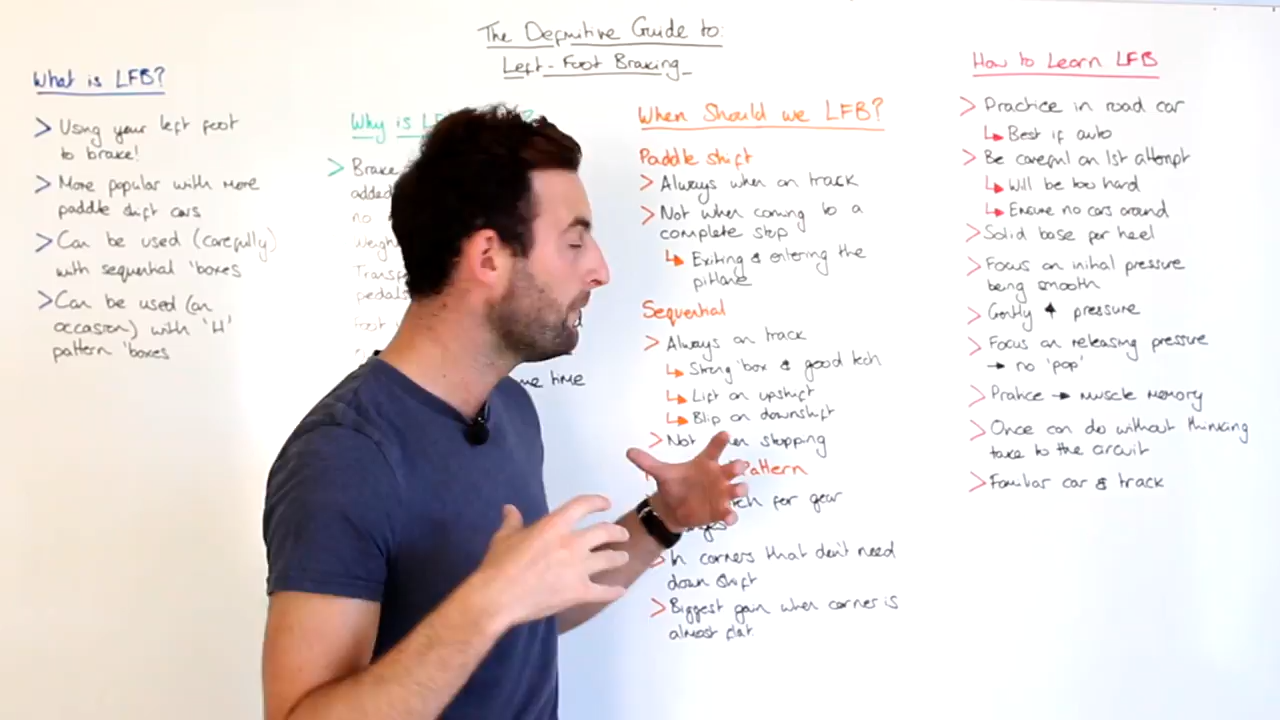 The Definitive Guide to:
Left-Foot Braking
What is LFB?
> Using your left foot
to brake!
> More popular with more
paddle shift cars
> Can be used (carefully)
with sequential 'boxes
> Can be used (on
occasion) with 'H'
pattern 'boxes
Why is
> Brake
added
no
Weigh
Transf
pedals
foot
time
When Should we LFB?
Paddle shift
> Always when on track
> Not when coming to a
complete stop
↳ Exiting & entering the
pitlane
Sequential
> Always on track
↳ Strong 'box & good tech
↳ Lift on upshift
↳ Blip on downshift
> Not stopping
Pattern
for gear
> In corners that don't need
down shift
> Biggest gain when corner is
almost flat.
How to Learn LFB
> Practice in road car
↳ Best if auto
> Be careful on 1st attempt
↳ Will be too hard
↳ Ensure no cars around
> Solid base for heel
> Focus on initial pressure
being smooth
> Gently ↑ pressure
> Focus on releasing pressure
→ no 'pop'
> Pratice → muscle memory
> Once can do without thinking
take to the circuit
> Familiar car & track